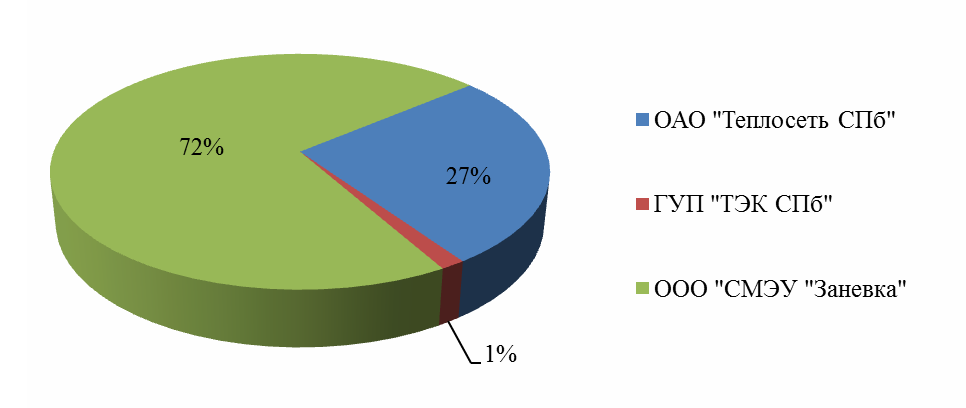 72%
27%
1%
ОАО "Теплосеть СПб"
ГУП "ТЭК СПб"
ООО "СМЭУ "Заневка"